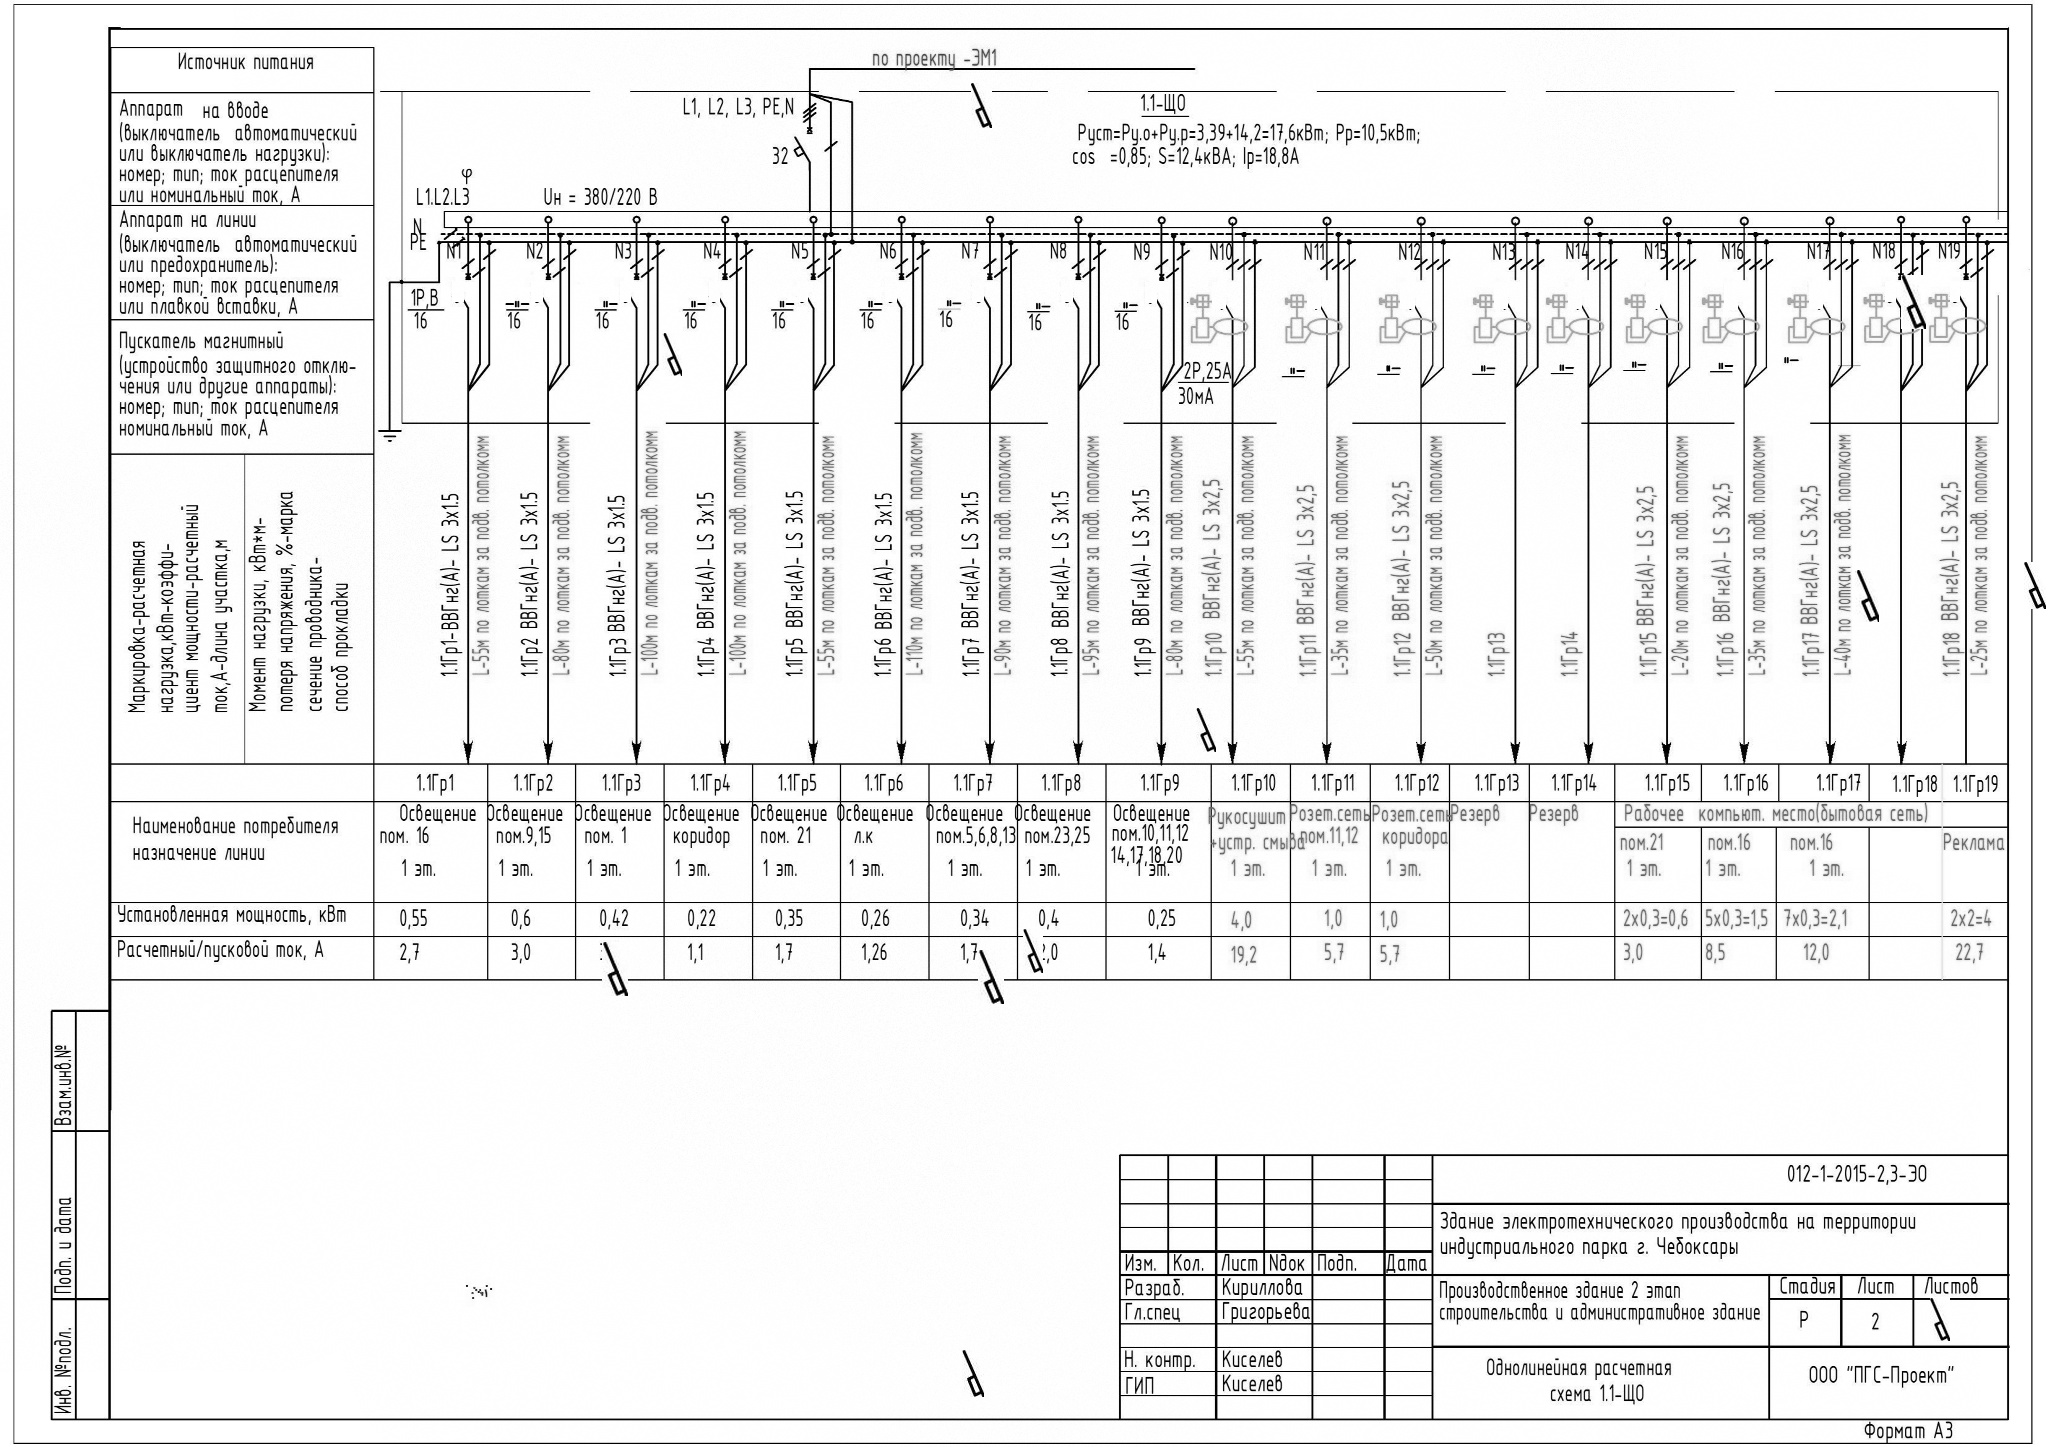 Источник питания
по проекту -ЭМ1
Аппарат на вводе
(выключатель автоматический
или выключатель нагрузки):
номер; тип; ток расцепителя
или номинальный ток, А
L1, L2, L3, PE,N
32
1.1-ЩО
Руст=Ру.о+Ру.р=3,39+14,2=17,6кВт; Рр=10,5кВт;
cos =0,85; S=12,4кВА; Iр=18,8А
φ
L1.L2.L3
Uн = 380/220 В
N
PE
Аппарат на линии
(выключатель автоматический
или предохранитель):
номер; тип; ток расцепителя
или плавкой вставки, А
N1 N2 N3 N4 N5 N6 N7 N8 N9 N10 N11 N12 N13 N14 N15 N16 N17 N18 N19
1Р,В
16 16 16 16 16 16 16 16 16
Пускатель магнитный
(устройство защитного отклю-
чения или другие аппараты):
номер; тип; ток расцепителя
номинальный ток, А
2Р,25А
30мА
Маркировка-расчетная
нагрузка,кВт-коэффи-
циент мощности-расчетный
ток,А-длина участка,м
Момент нагрузки, кВт*м-
потеря напряжения, %-марка
сечение проводника-
способ прокладки
1.1Гр1-ВВГнг(А)- LS 3х1.5
L-55м по лоткам за подв. потолкомм
1.1Гр2 ВВГнг(А)- LS 3х1.5
L-80м по лоткам за подв. потолкомм
1.1Гр3 ВВГнг(А)- LS 3х1.5
L-100м по лоткам за подв. потолкомм
1.1Гр4 ВВГнг(А)- LS 3х1.5
L-100м по лоткам за подв. потолкомм
1.1Гр5 ВВГнг(А)- LS 3х1.5
L-55м по лоткам за подв. потолкомм
1.1Гр6 ВВГнг(А)- LS 3х1.5
L-110м по лоткам за подв. потолкомм
1.1Гр7 ВВГнг(А)- LS 3х1.5
L-90м по лоткам за подв. потолкомм
1.1Гр8 ВВГнг(А)- LS 3х1.5
L-95м по лоткам за подв. потолкомм
1.1Гр9 ВВГнг(А)- LS 3х1.5
L-80м по лоткам за подв. потолкомм
1.1Гр10 ВВГнг(А)- LS 3х2,5
L-55м по лоткам за подв. потолкомм
1.1Гр11 ВВГнг(А)- LS 3х2,5
L-35м по лоткам за подв. потолкомм
1.1Гр12 ВВГнг(А)- LS 3х2,5
L-50м по лоткам за подв. потолкомм
1.1Гр13
1.1Гр14
1.1Гр15 ВВГнг(А)- LS 3х2,5
L-20м по лоткам за подв. потолкомм
1.1Гр16 ВВГнг(А)- LS 3х2,5
L-35м по лоткам за подв. потолкомм
1.1Гр17 ВВГнг(А)- LS 3х2,5
L-40м по лоткам за подв. потолкомм
1.1Гр18 ВВГнг(А)- LS 3х2,5
L-25м по лоткам за подв. потолкомм
1.1Гр1 1.1Гр2 1.1Гр3 1.1Гр4 1.1Гр5 1.1Гр6 1.1Гр7 1.1Гр8 1.1Гр9 1.1Гр10 1.1Гр11 1.1Гр12 1.1Гр13 1.1Гр14 1.1Гр15 1.1Гр16 1.1Гр17 1.1Гр18 1.1Гр19
Наименование потребителя
назначение линии
Освещение
пом. 16
1 эт.
Освещение
пом.9,15
1 эт.
Освещение
пом. 1
1 эт.
Освещение
коридор
1 эт.
Освещение
пом. 21
1 эт.
Освещение
л.к
1 эт.
Освещение
пом.5,6,8,13
1 эт.
Освещение
пом.23,25
1 эт.
Освещение
пом.10,11,12
14,17,18,20
1 эт.
Рукосушит
+устр. смыва
1 эт.
Розет.сеть
пом.11,12
1 эт.
Розет.сеть
коридора
1 эт.
Резерв
Резерв
Рабочее компьют. место(бытовая сеть)
пом.21
1 эт.
пом.16
1 эт.
пом.16
1 эт.
Реклама
Установленная мощность, кВт
0,55 0,6 0,42 0,22 0,35 0,26 0,34 0,4 0,25 4,0 1,0 1,0 2х0,3=0,6 5х0,3=1,5 7х0,3=2,1 2х2=4
Расчетный/пусковой ток, А
2,7 3,0 1,1 1,7 1,26 1,7 2,0 1,4 19,2 5,7 5,7 3,0 8,5 12,0 22,7
Взам.инв.№
Подп. и дата
Инв. №подл.
012-1-2015-2,3-ЭО
Здание электротехнического производства на территории
индустриального парка г. Чебоксары
Изм. Кол. Лист Nдок Подп. Дата
Разраб. Кириллова
Гл.спец Григорьева
Н. контр. Киселев
ГИП Киселев
Производственное здание 2 этап
строительства и административное здание
Стадия Лист Листов
Р 2
Однолинейная расчетная
схема 1.1-ЩО
ООО "ПГС-Проект"
Формат А3